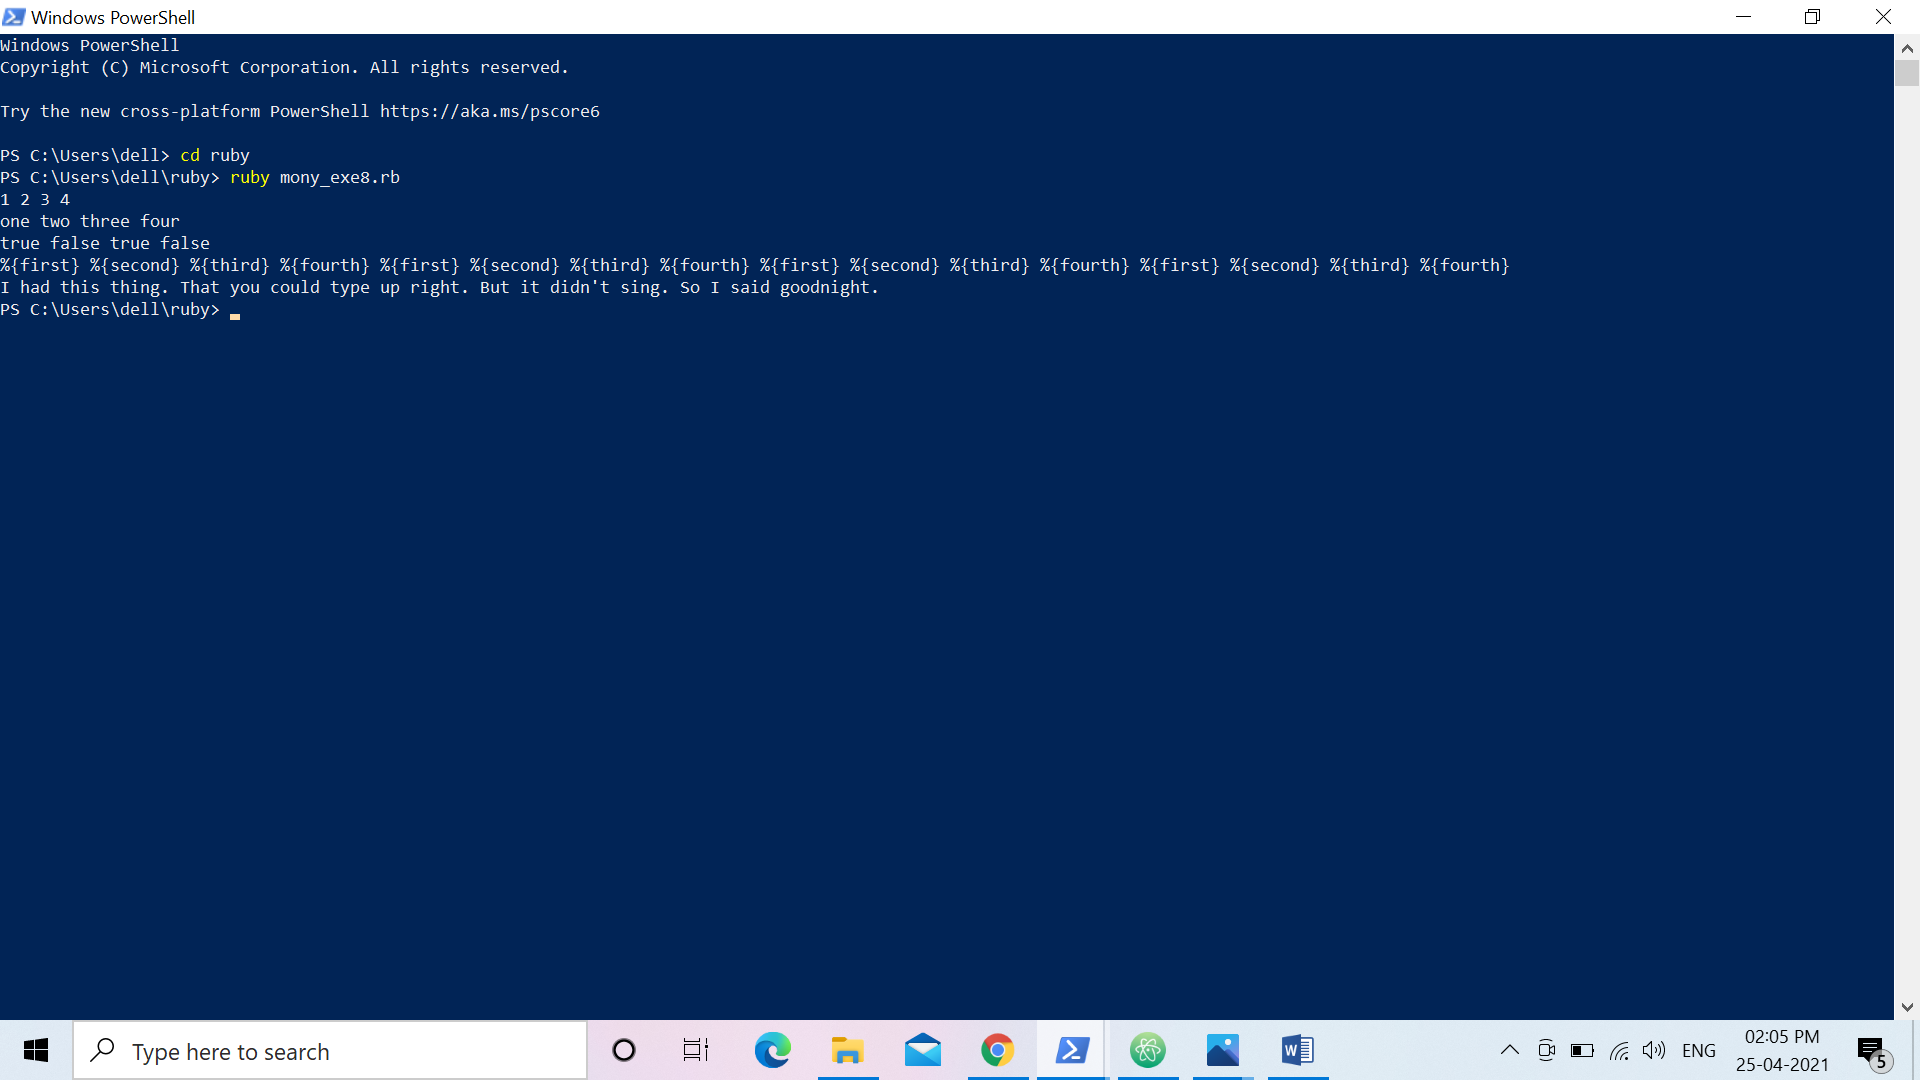 Windows PowerShell
Windows PowerShell
Copyright (C) Microsoft Corporation. All rights reserved.
Try the new cross-platform PowerShell https://aka.ms/pscore6
PS C:\Users\dell> cd ruby
PS C:\Users\dell\ruby> ruby mony_exe8.rb
1 2 3 4
one two three four
true false true false
%{first} %{second} %{third} %{fourth} %{first} %{second} %{third} %{fourth} %{first} %{second} %{third} %{fourth} %{first} %{second} %{third} %{fourth}
I had this thing. That you could type up right. But it didn't sing. So I said goodnight.
PS C:\Users\dell\ruby>
Type here to search
ENG
02:05 PM
25-04-2021
5